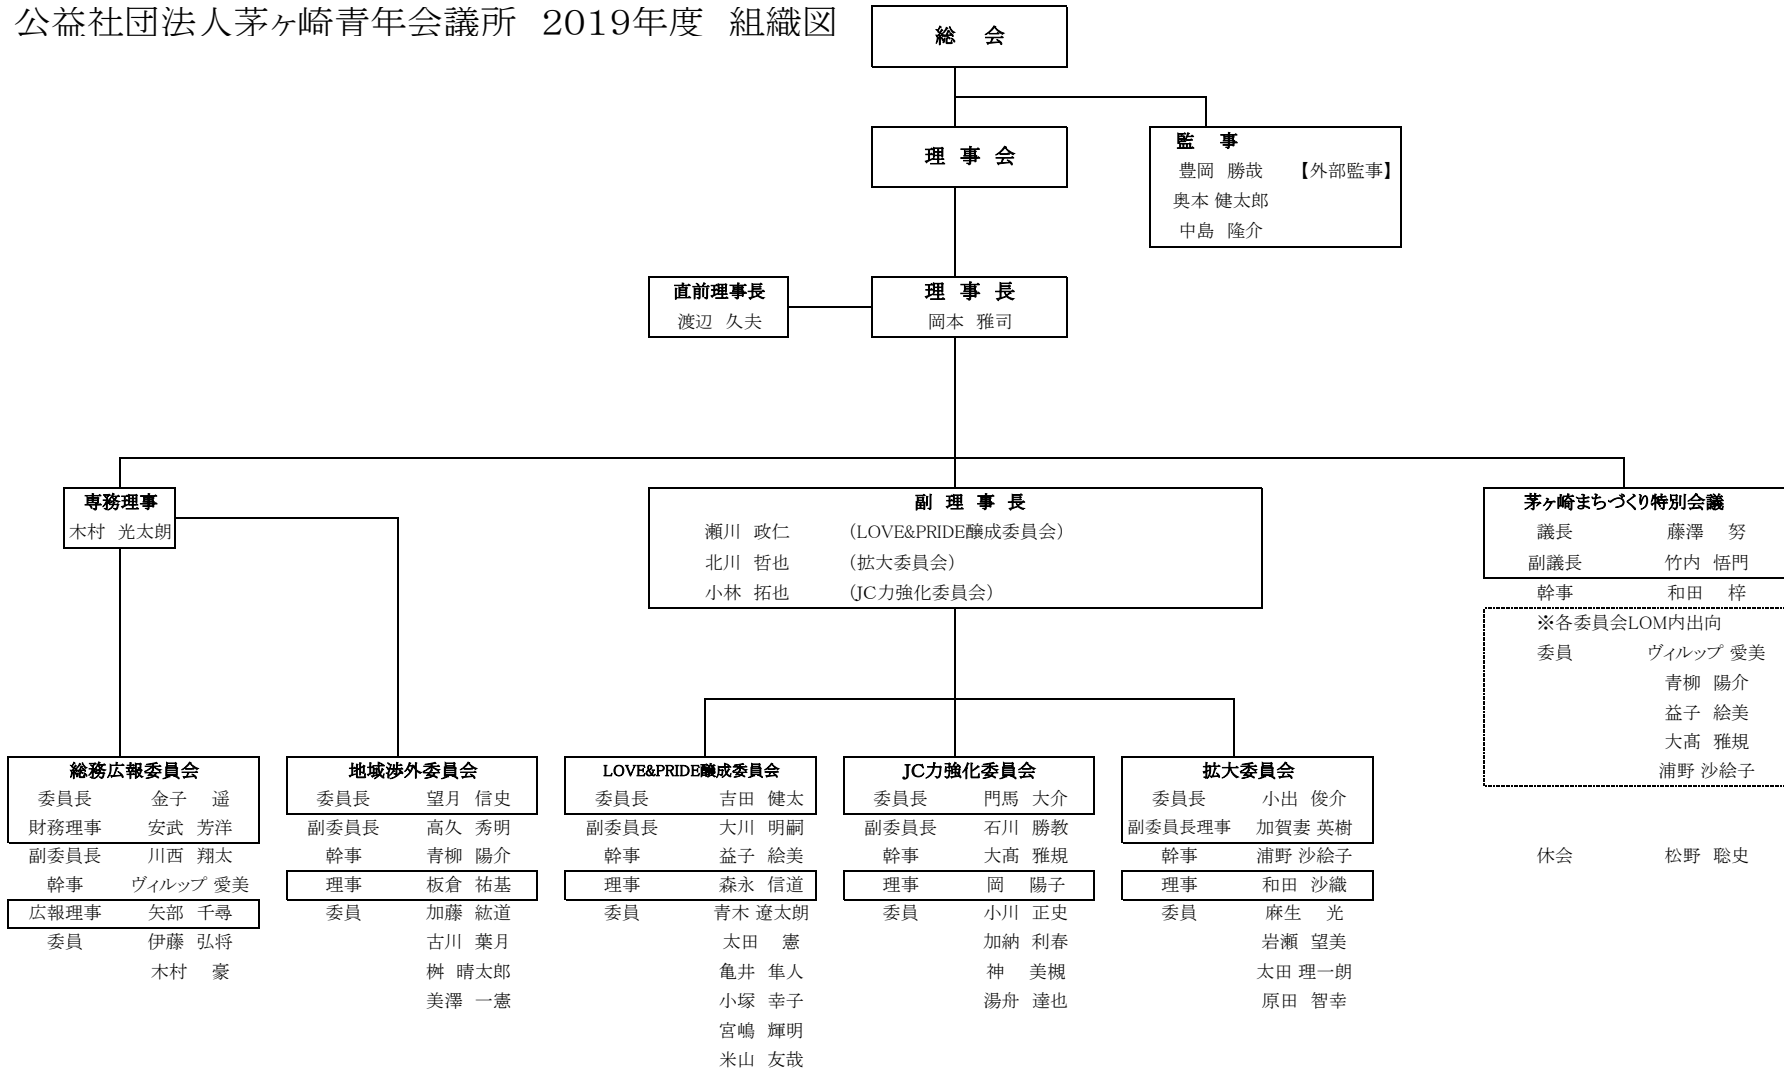 公益社団法人茅ヶ崎青年会議所 2019年度 組織図
総 会
理 事 会
監 事
豊岡 勝哉 【外部監事】
奥本 健太郎
中島 隆介
直前理事長
渡辺 久夫
理 事 長
岡本 雅司
専務理事
木村 光太朗
副 理 事 長
瀬川 政仁 (LOVE&PRIDE醸成委員会)
北川 哲也 (拡大委員会)
小林 拓也 (JC力強化委員会)
茅ヶ崎まちづくり特別会議
議長 藤澤 努
副議長 竹内 悟門
幹事 和田 梓
※各委員会LOM内出向
委員 ヴィルップ 愛美
青柳 陽介
益子 絵美
大髙 雅規
浦野 沙絵子
休会 松野 聡史
総務広報委員会
委員長 金子 遥
財務理事 安武 芳洋
副委員長 川西 翔太
幹事 ヴィルップ 愛美
広報理事 矢部 千尋
委員 伊藤 弘将
木村 豪
地域渉外委員会
委員長 望月 信史
副委員長 高久 秀明
幹事 青柳 陽介
理事 板倉 祐基
委員 加藤 紘道
古川 葉月
桝 晴太郎
美澤 一憲
LOVE&PRIDE醸成委員会
委員長 吉田 健太
副委員長 大川 明嗣
幹事 益子 絵美
理事 森永 信道
委員 青木 遼太朗
太田 憲
亀井 隼人
小塚 幸子
宮嶋 輝明
米山 友哉
JC力強化委員会
委員長 門馬 大介
副委員長 石川 勝教
幹事 大髙 雅規
理事 岡 陽子
委員 小川 正史
加納 利春
神 美槻
湯舟 達也
拡大委員会
委員長 小出 俊介
副委員長理事 加賀妻 英樹
幹事 浦野 沙絵子
理事 和田 沙織
委員 麻生 光
岩瀬 望美
太田 理一朗
原田 智幸